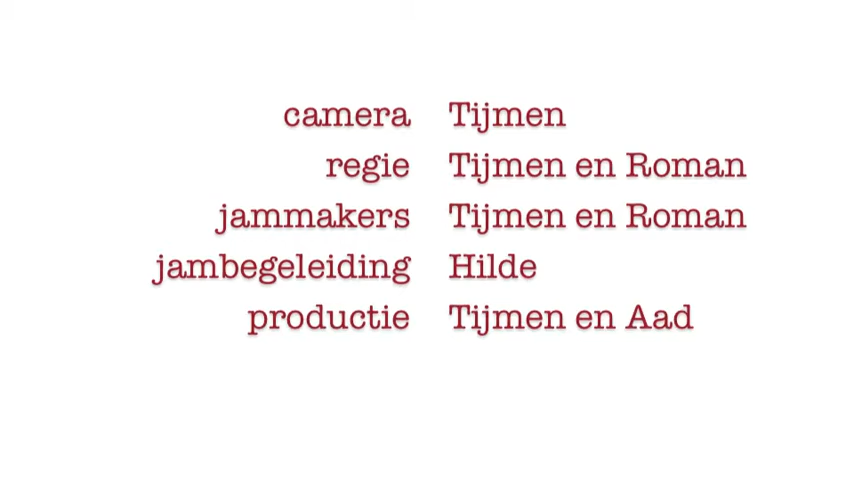 camera Tijmen
regie Tijmen en Roman
jammakers Tijmen en Roman
jambegeleiding Hilde
productie Tijmen en Aad